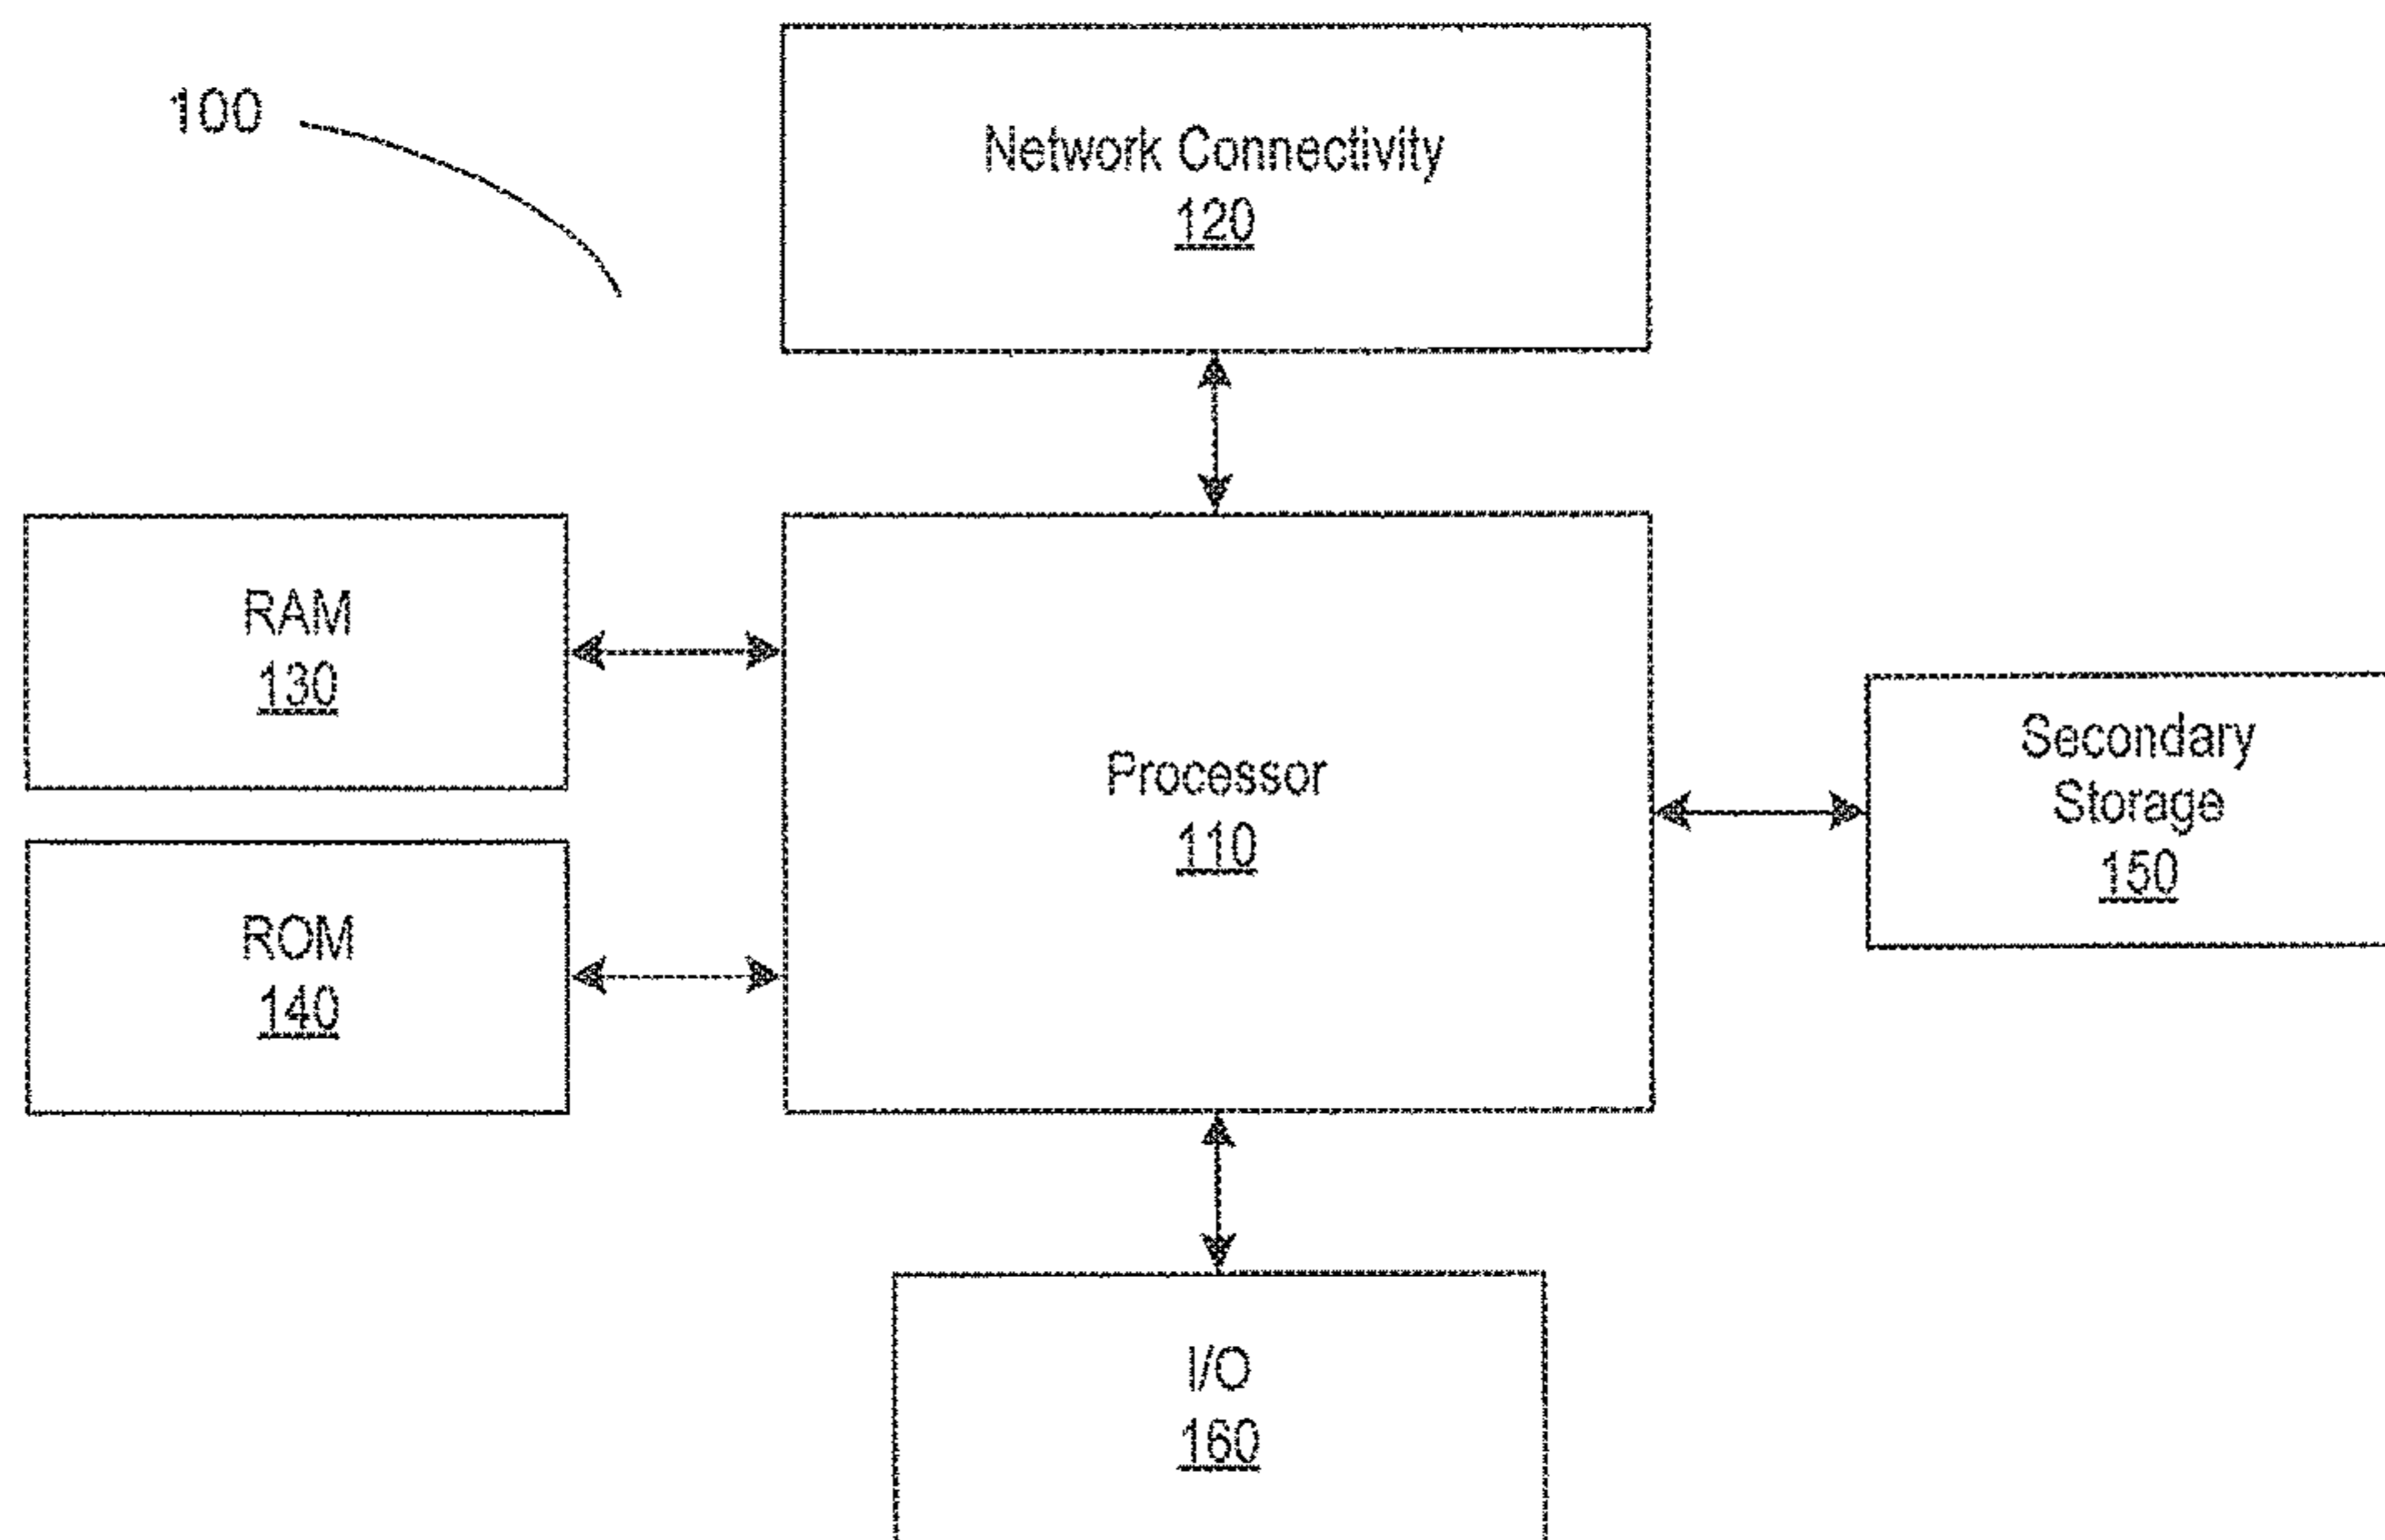 100
Network Connectivity
120
RAM
130
Processor
110
Secondary
Storage
150
ROM
140
I/O
160